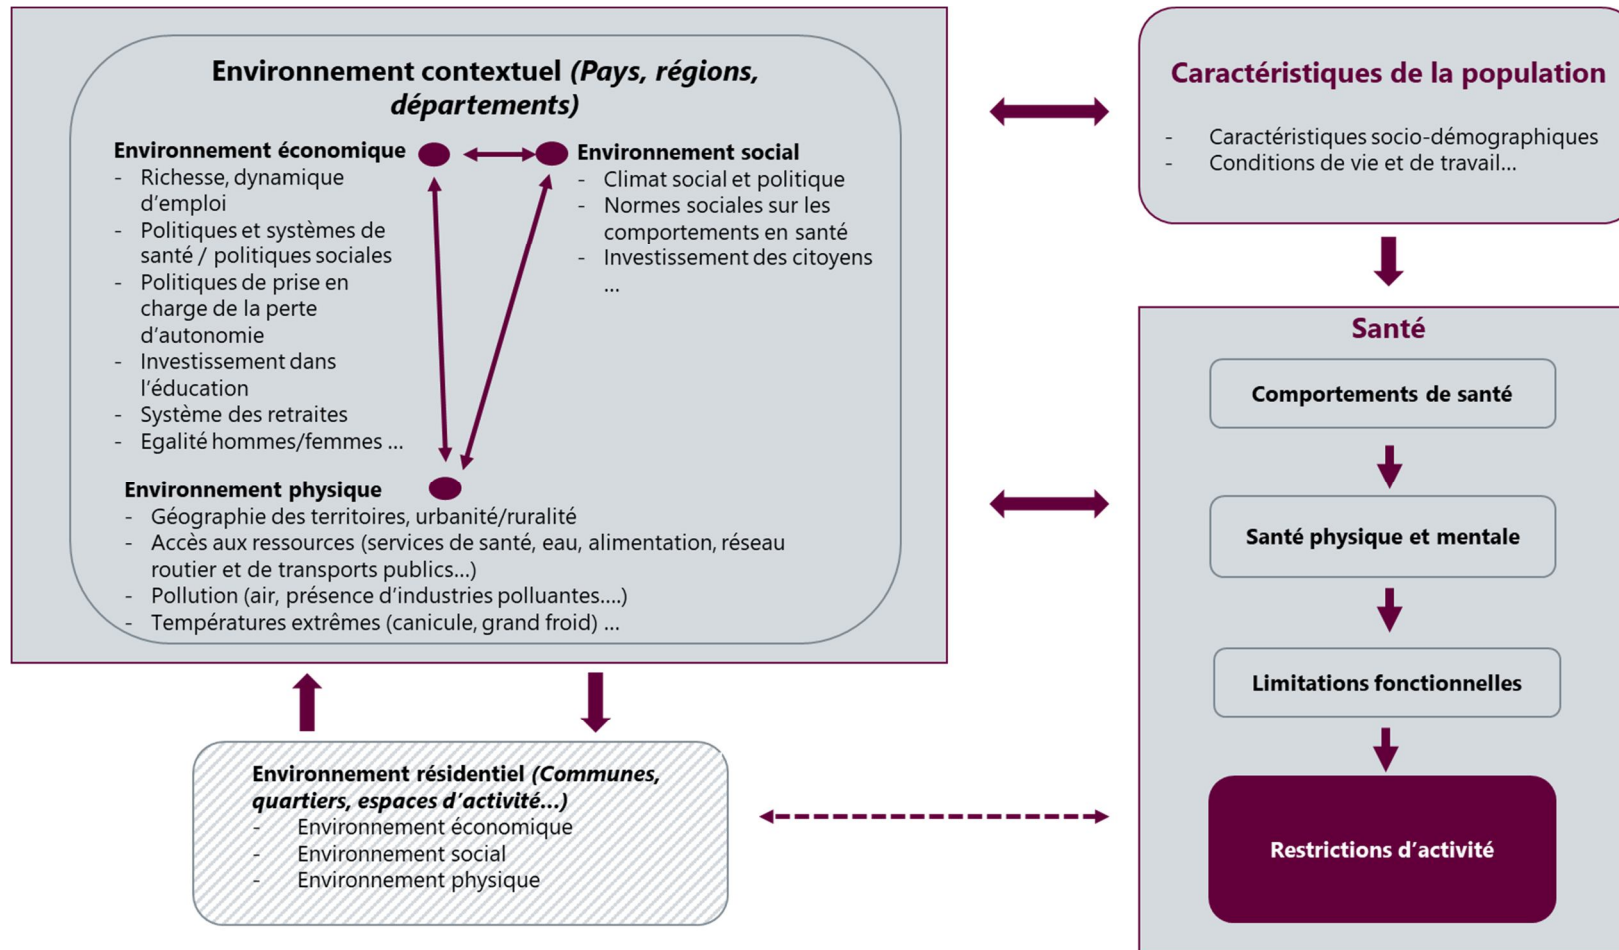 Environnement contextuel (Pays, régions,
départements)
Environnement économique
- Richesse, dynamique
d'emploi
- Politiques et systèmes de
santé / politiques sociales
- Politiques de prise en
charge de la perte
d'autonomie
- Investissement dans
l'éducation
- Système des retraites
- Egalité hommes/femmes ...
Environnement social
- Climat social et politique
- Normes sociales sur les
comportements en santé
- Investissement des citoyens
...
Environnement physique
- Géographie des territoires, urbanité/ruralité
- Accès aux ressources (services de santé, eau, alimentation, réseau
routier et de transports publics...)
- Pollution (air, présence d'industries polluantes....)
- Températures extrêmes (canicule, grand froid) ...
Environnement résidentiel (Communes,
quartiers, espaces d'activité...)
- Environnement économique
- Environnement social
- Environnement physique
Caractéristiques de la population
- Caractéristiques socio-démographiques
- Conditions de vie et de travail...
Santé
Comportements de santé
Santé physique et mentale
Limitations fonctionnelles
Restrictions d'activité